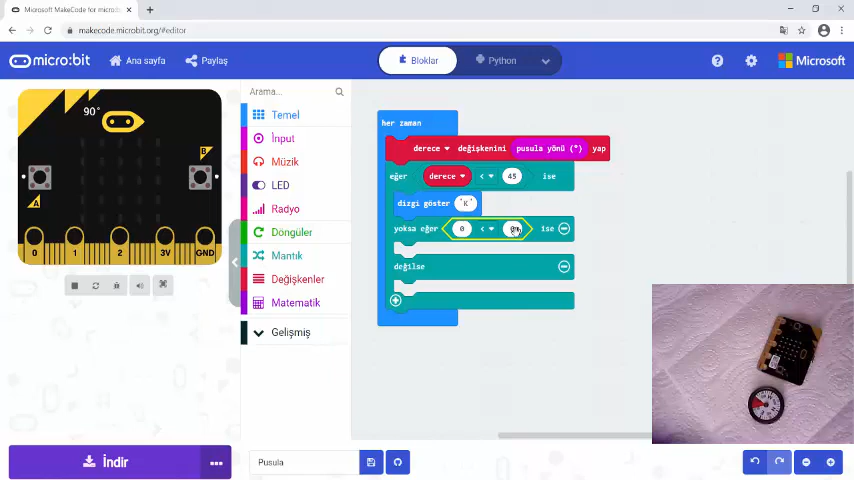 Microsoft MakeCode for micro:b
makecode.microbit.org/#editor
micro:bit
Ana sayfa
Paylaş
Bloklar
Python
Microsoft
90°
B
A
0
1
2
3V
GND
Arama...
Temel
Input
Müzik
LED
Radyo
Döngüler
Mantık
Değişkenler
Matematik
Gelişmiş
her zaman
derece değişkenini pusula yönü (°) yap
eğer derece < 45 ise
dizgi göster "K"
yoksa eğer 0 < ise
değilse
İndir
Pusula